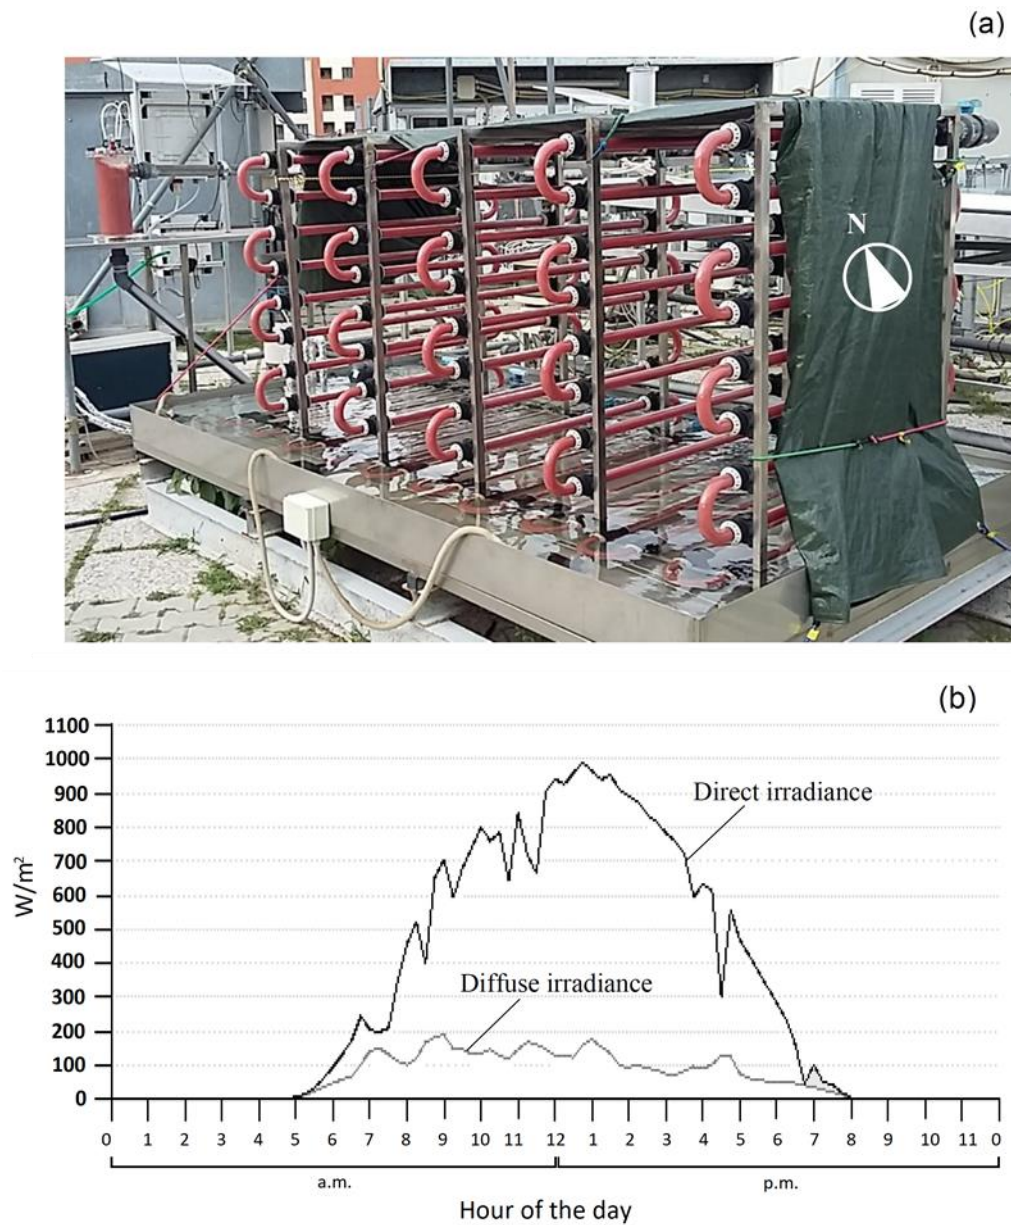 (a)
N
(b)
1100
1000
900
800
700
600
500
400
300
200
100
0
W/m²
Direct irradiance
Diffuse irradiance
0 1 2 3 4 5 6 7 8 9 10 11 12 1 2 3 4 5 6 7 8 9 10 11 0
a.m. p.m.
Hour of the day